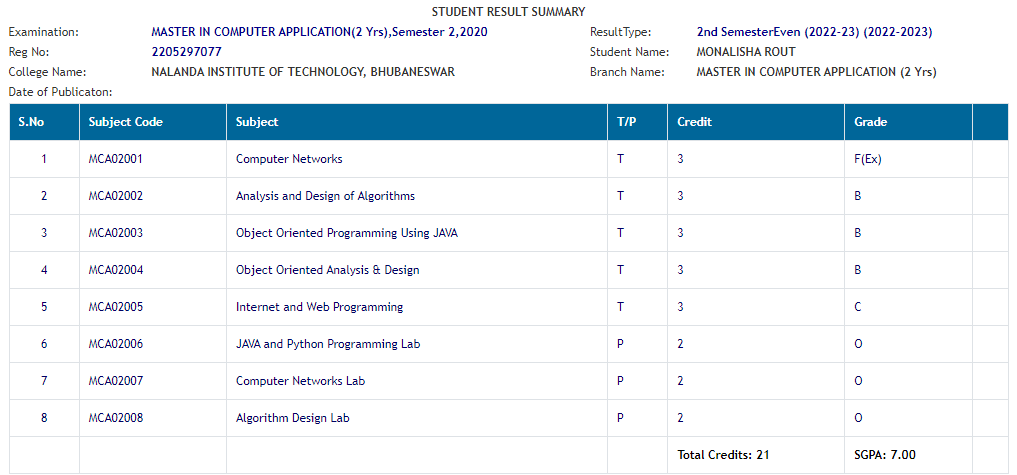 STUDENT RESULT SUMMARY
Examination: MASTER IN COMPUTER APPLICATION(2 Yrs),Semester 2,2020 ResultType: 2nd SemesterEven (2022-23) (2022-2023)
Reg No: 2205297077 Student Name: MONALISHA ROUT
College Name: NALANDA INSTITUTE OF TECHNOLOGY, BHUBANESWAR Branch Name: MASTER IN COMPUTER APPLICATION (2 Yrs)
Date of Publicaton:
S.No Subject Code Subject T/P Credit Grade
1 MCA02001 Computer Networks T 3 F(Ex)
2 MCA02002 Analysis and Design of Algorithms T 3 B
3 MCA02003 Object Oriented Programming Using JAVA T 3 B
4 MCA02004 Object Oriented Analysis & Design T 3 B
5 MCA02005 Internet and Web Programming T 3 C
6 MCA02006 JAVA and Python Programming Lab P 2 O
7 MCA02007 Computer Networks Lab P 2 O
8 MCA02008 Algorithm Design Lab P 2 O
Total Credits: 21 SGPA: 7.00